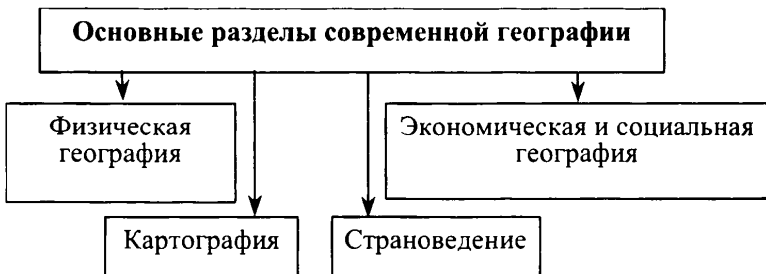 Основные разделы современной географии
Физическая
география
Экономическая и социальная
география
Картография
Страноведение